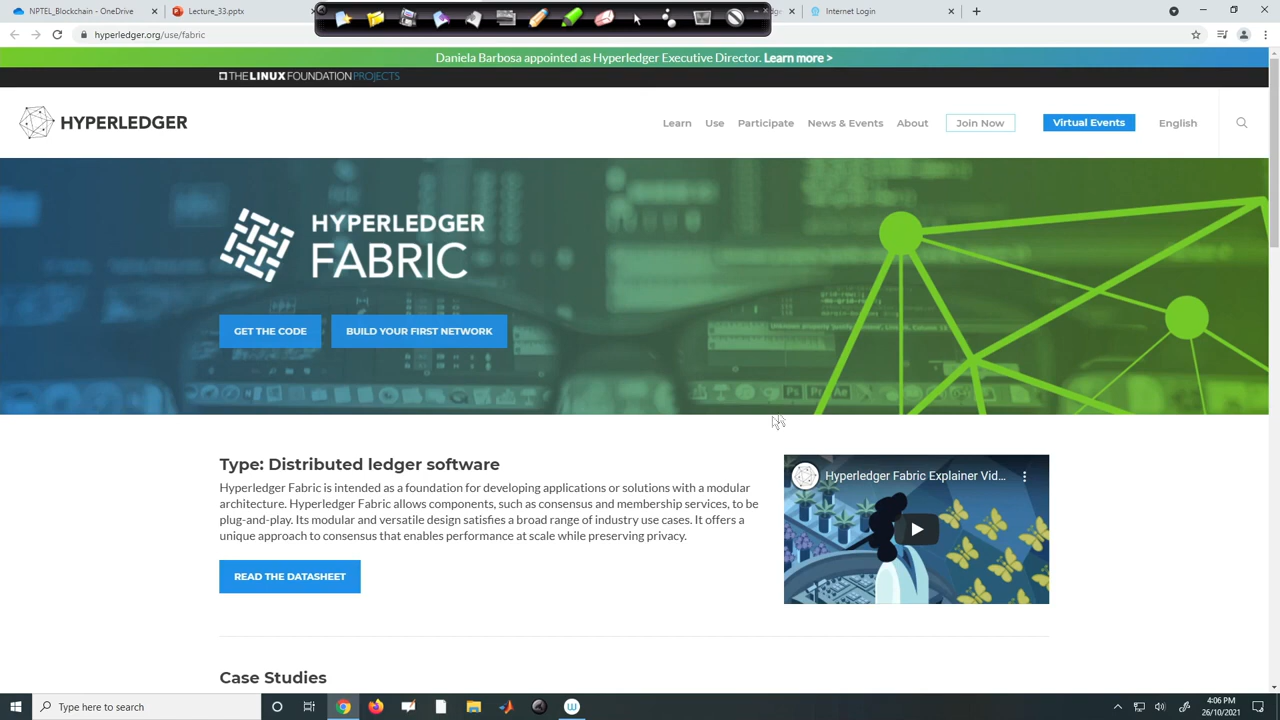 NPTEL_Blockchain - OneDrive
Lecture_33.pptx
Internet Login
hyperledger.org/use/fabric
Daniela Barbosa appointed as Hyperledger Executive Director. Learn more >
THE LINUX FOUNDATION PROJECTS
HYPERLEDGER
Learn Use Participate News & Events About Join Now Virtual Events English
HYPERLEDGER
FABRIC
GET THE CODE BUILD YOUR FIRST NETWORK
Type: Distributed ledger software
Hyperledger Fabric is intended as a foundation for developing applications or solutions with a modular
architecture. Hyperledger Fabric allows components, such as consensus and membership services, to be
plug-and-play. Its modular and versatile design satisfies a broad range of industry use cases. It offers a
unique approach to consensus that enables performance at scale while preserving privacy.
Hyperledger Fabric Explainer Vid...
READ THE DATASHEET
Case Studies
Type here to search
4:06 PM
26/10/2021